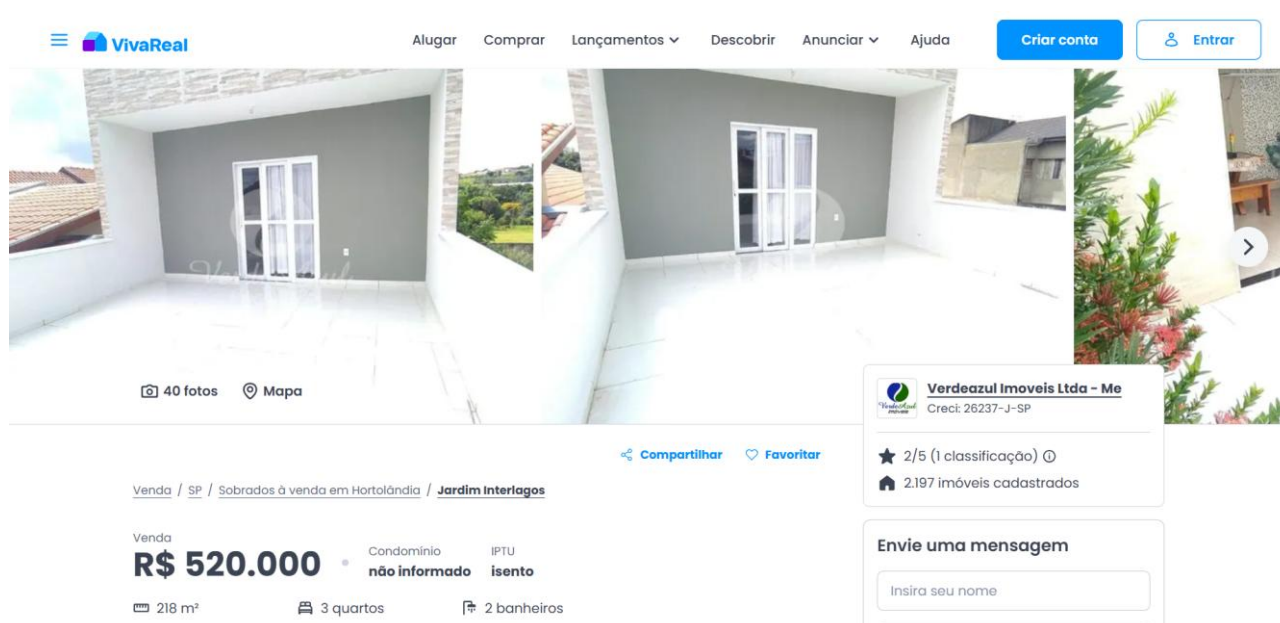 VivaReal
Alugar Comprar Lançamentos Descobrir Anunciar Ajuda Criar conta Entrar
40 fotos Mapa
Verdeazul Imoveis Ltda - Me
Creci: 26237-J-SP
Compartilhar Favoritar
2/5 (1 classificação)
2.197 imóveis cadastrados
Venda / SP / Sobrados à venda em Hortolândia / Jardim Interlagos
Venda
R$ 520.000
Condomínio
não informado
IPTU
isento
218 m²
3 quartos
2 banheiros
Envie uma mensagem
Insira seu nome